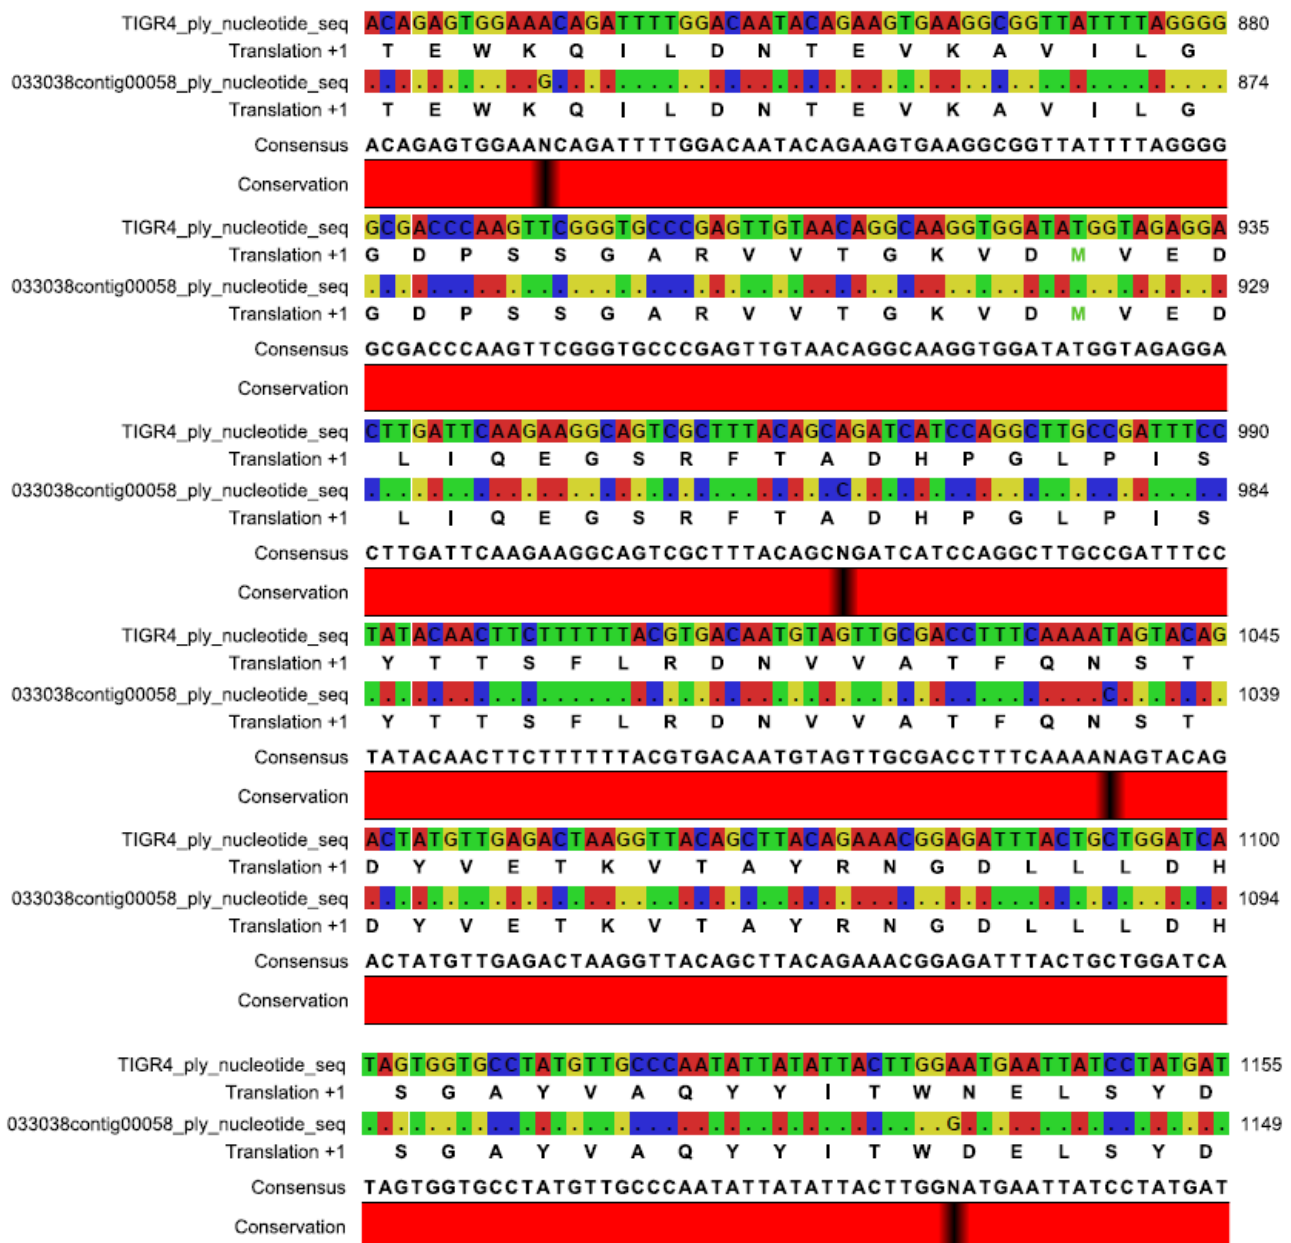 TIGR4_ply_nucleotide_seq ACAGAGTGGAAACAGATTTTGGACAATACAGAAGTGAAGGCGGTTATTTTAGGGG 880
Translation +1 T E W K Q I L D N T E V K A V I L G
033038contig00058_ply_nucleotide_seq ...........G........................................... 874
Translation +1 T E W K Q I L D N T E V K A V I L G
Consensus ACAGAGTGGAANCAGATTTTGGACAATACAGAAGTGAAGGCGGTTATTTTAGGGG
Conservation
TIGR4_ply_nucleotide_seq GCGACCCAAGTTCGGGTGCCCGAGTTGTAACAGGCAAGGTGGATATGGTAGAGGA 935
Translation +1 G D P S S G A R V V T G K V D M V E D
033038contig00058_ply_nucleotide_seq ....................................................... 929
Translation +1 G D P S S G A R V V T G K V D M V E D
Consensus GCGACCCAAGTTCGGGTGCCCGAGTTGTAACAGGCAAGGTGGATATGGTAGAGGA
Conservation
TIGR4_ply_nucleotide_seq CTTGATTCAAGAAGGCAGTCGCTTTACAGCAGATCATCCAGGCTTGCCGATTTCC 990
Translation +1 L I Q E G S R F T A D H P G L P I S
033038contig00058_ply_nucleotide_seq ..............................C........................ 984
Translation +1 L I Q E G S R F T A D H P G L P I S
Consensus CTTGATTCAAGAAGGCAGTCGCTTTACAGCNGATCATCCAGGCTTGCCGATTTCC
Conservation
TIGR4_ply_nucleotide_seq TATACAACTTCTTTTTTACGTGACAATGTAGTTGCGACCTTTCAAAATAGTACAG 1045
Translation +1 Y T T S F L R D N V V A T F Q N S T
033038contig00058_ply_nucleotide_seq ...............................................C....... 1039
Translation +1 Y T T S F L R D N V V A T F Q N S T
Consensus TATACAACTTCTTTTTTACGTGACAATGTAGTTGCGACCTTTCAAAANAGTACAG
Conservation
TIGR4_ply_nucleotide_seq ACTATGTTGAGACTAAGGTTACAGCTTACAGAAACGGAGATTTACTGCTGGATCA 1100
Translation +1 D Y V E T K V T A Y R N G D L L L D H
033038contig00058_ply_nucleotide_seq ....................................................... 1094
Translation +1 D Y V E T K V T A Y R N G D L L L D H
Consensus ACTATGTTGAGACTAAGGTTACAGCTTACAGAAACGGAGATTTACTGCTGGATCA
Conservation
TIGR4_ply_nucleotide_seq TAGTGGTGCCTATGTTGCCCAATATTATATTACTTGGAATGAATTATCCTATGAT 1155
Translation +1 S G A Y V A Q Y Y I T W N E L S Y D
033038contig00058_ply_nucleotide_seq .....................................G................. 1149
Translation +1 S G A Y V A Q Y Y I T W D E L S Y D
Consensus TAGTGGTGCCTATGTTGCCCAATATTATATTACTTGGNATGAATTATCCTATGAT
Conservation